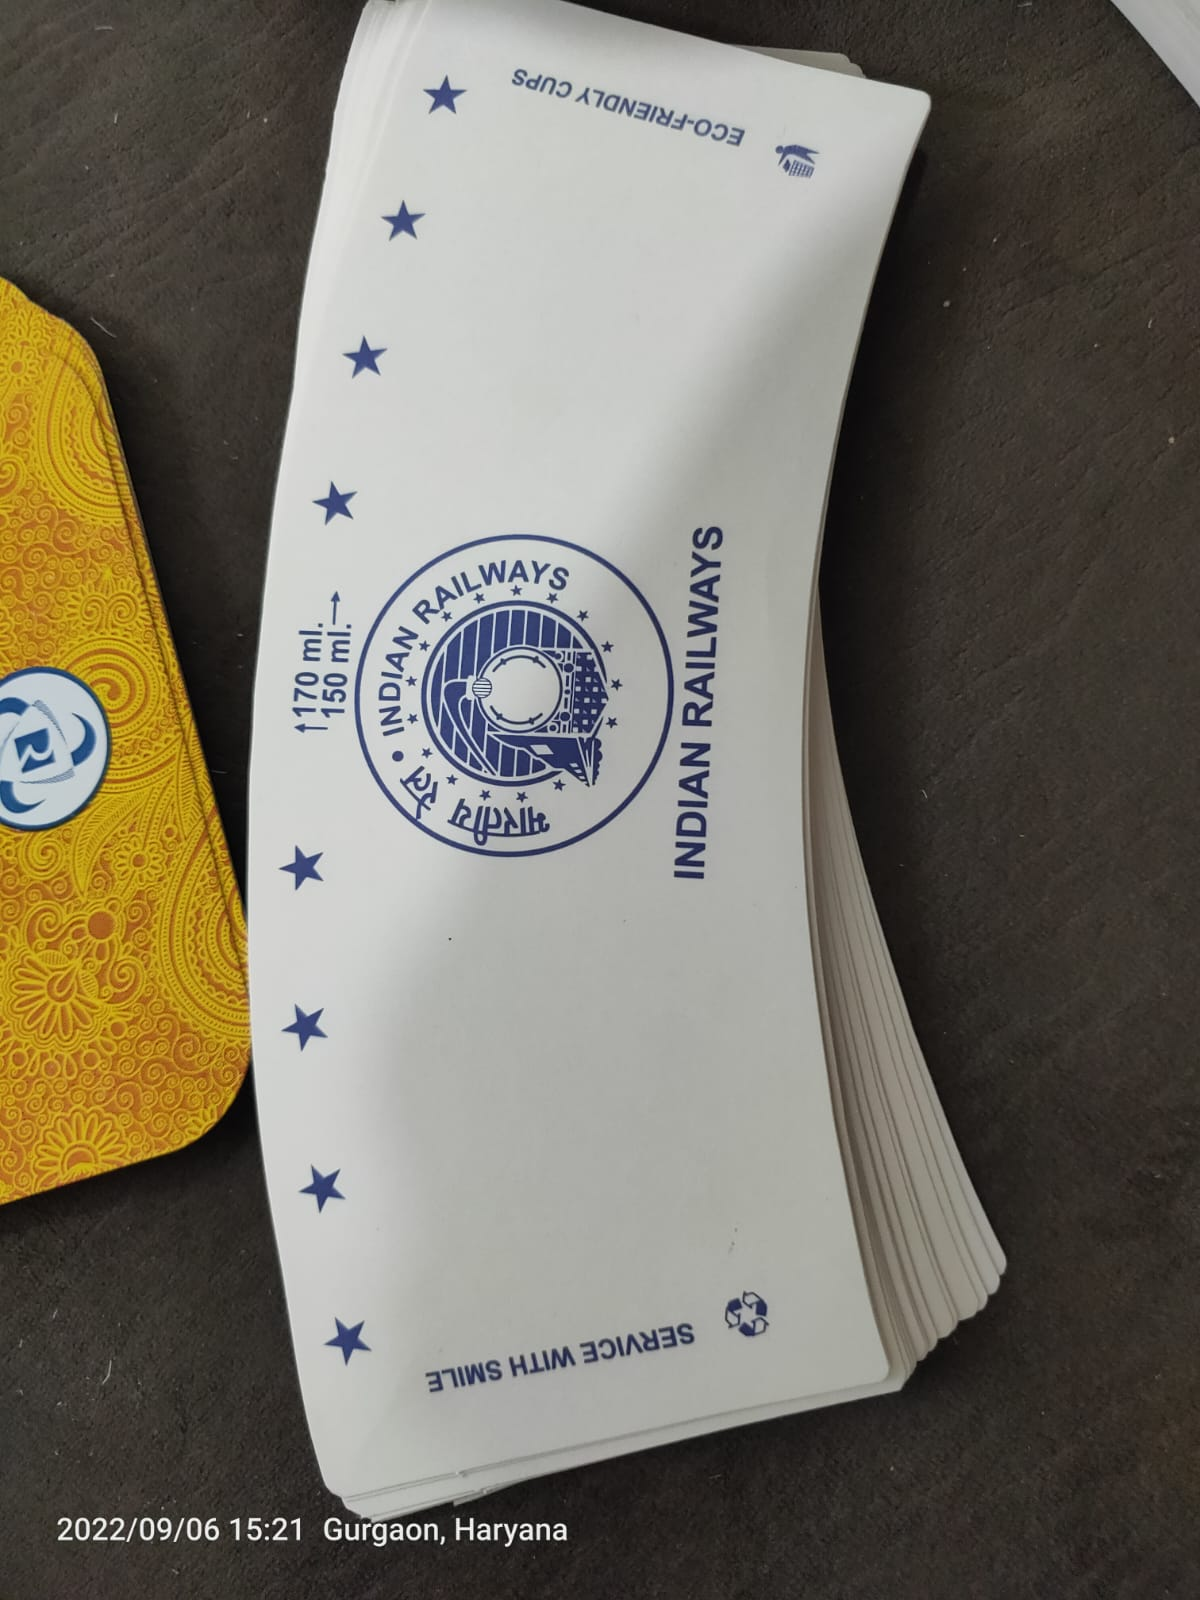 ECO-FRIENDLY CUPS
↑170 ml.
150 ml.→
• INDIAN RAILWAYS
भारतीय रेल
INDIAN RAILWAYS
SERVICE WITH SMILE
R
2022/09/06 15:21 Gurgaon, Haryana